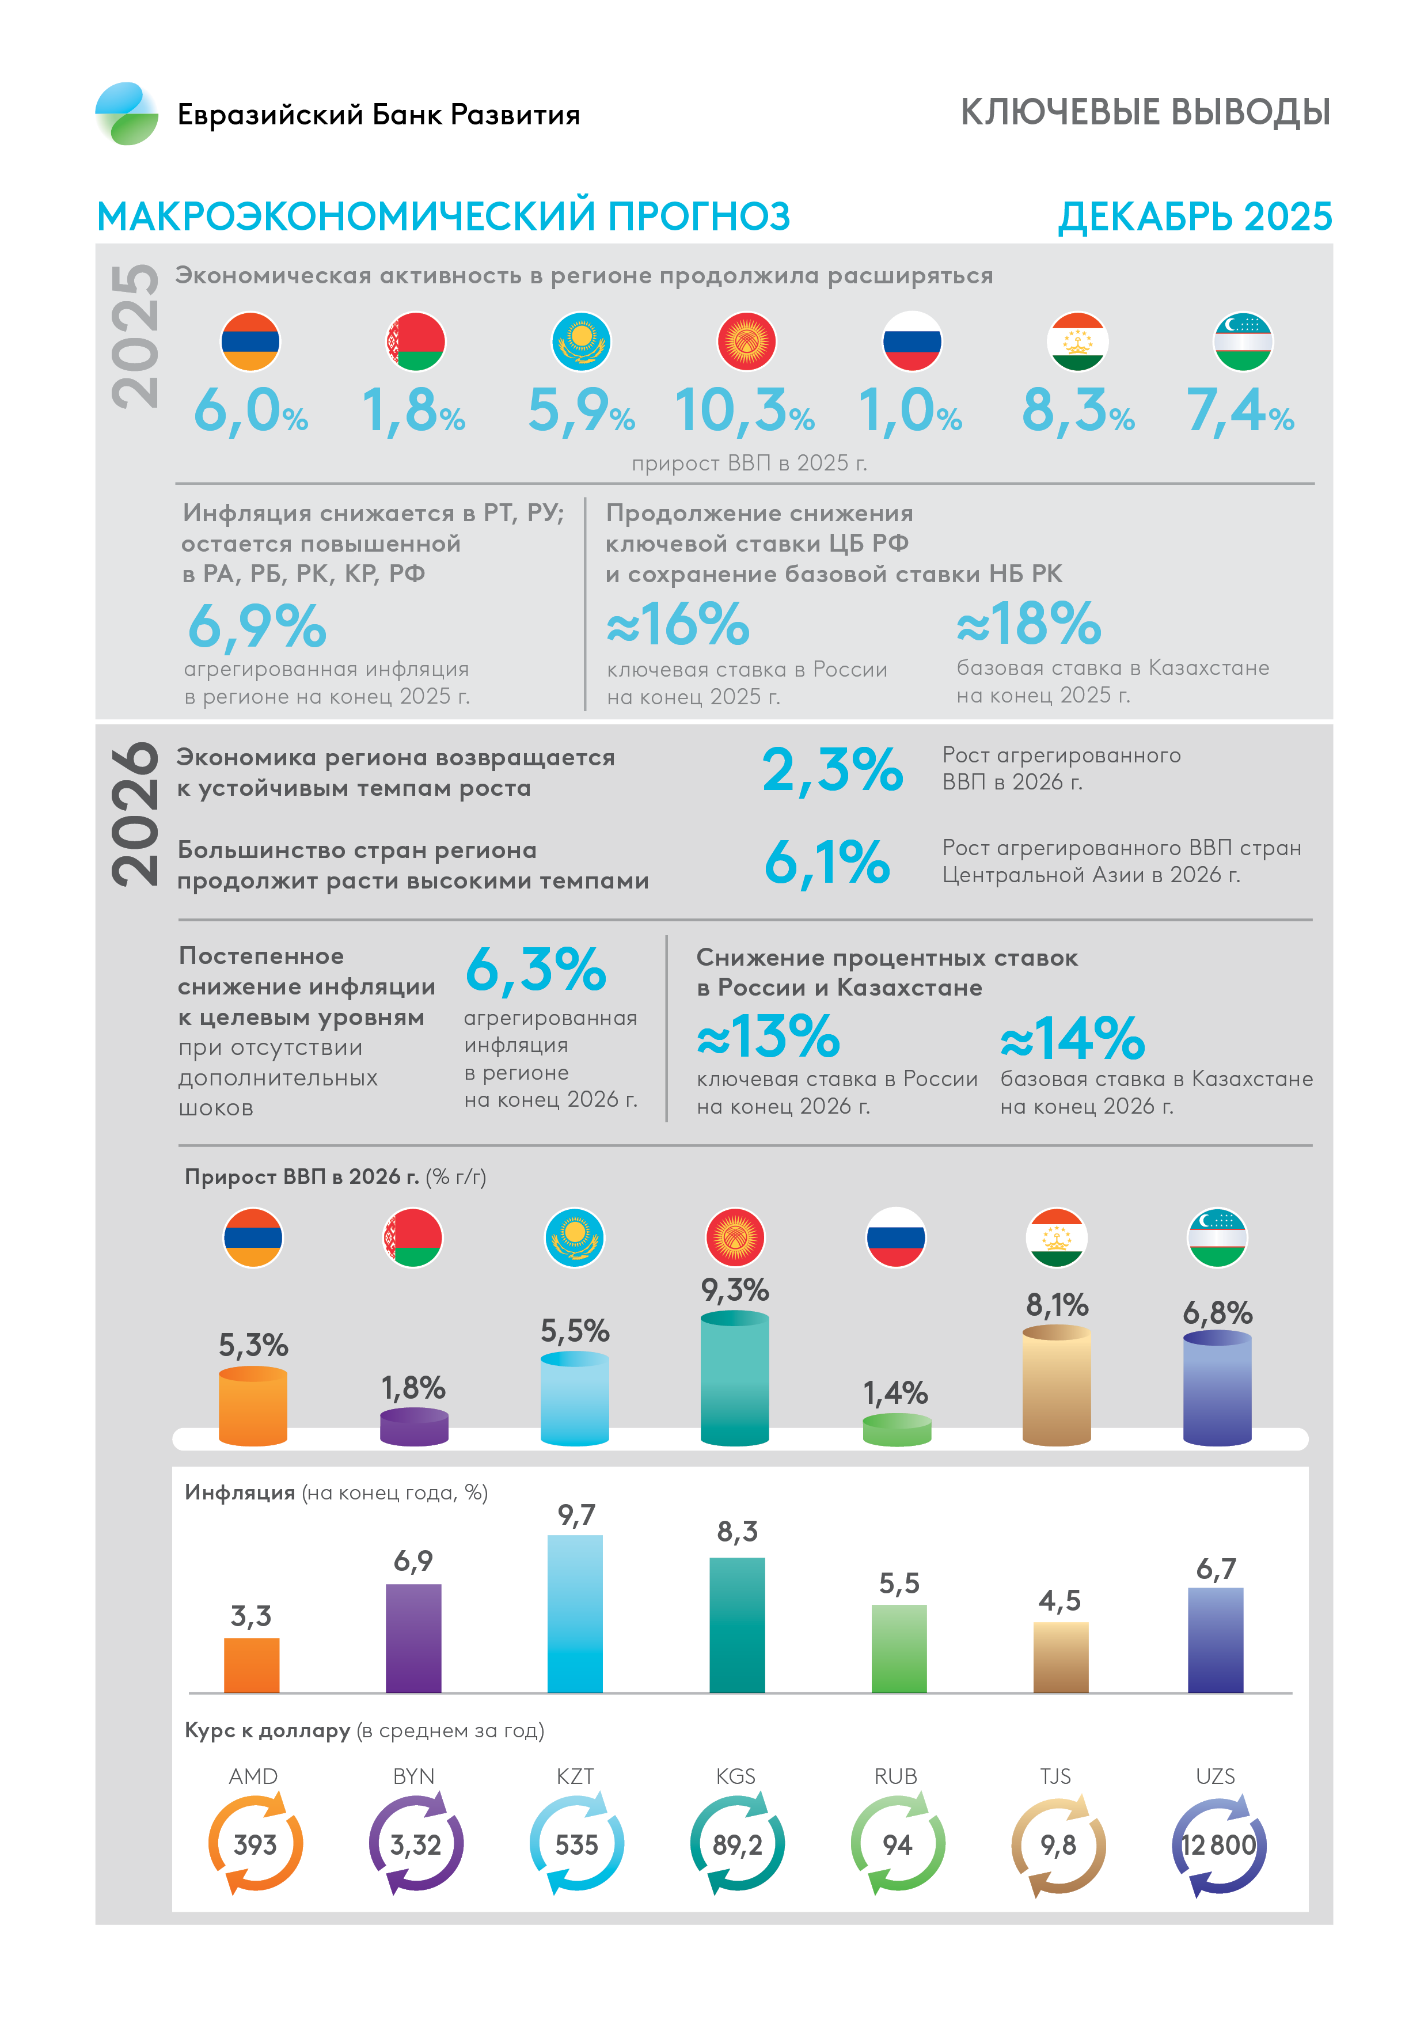 Евразийский Банк Развития
КЛЮЧЕВЫЕ ВЫВОДЫ
МАКРОЭКОНОМИЧЕСКИЙ ПРОГНОЗ
ДЕКАБРЬ 2025
2025
Экономическая активность в регионе продолжила расширяться
6,0% 1,8% 5,9% 10,3% 1,0% 8,3% 7,4%
прирост ВВП в 2025 г.
Инфляция снижается в РТ, РУ;
остается повышенной
в РА, РБ, РК, КР, РФ
6,9%
агрегированная инфляция
в регионе на конец 2025 г.
Продолжение снижения
ключевой ставки ЦБ РФ
и сохранение базовой ставки НБ РК
≈16%
ключевая ставка в России
на конец 2025 г.
≈18%
базовая ставка в Казахстане
на конец 2025 г.
2026
Экономика региона возвращается
к устойчивым темпам роста
2,3%
Рост агрегированного
ВВП в 2026 г.
Большинство стран региона
продолжит расти высокими темпами
6,1%
Рост агрегированного ВВП стран
Центральной Азии в 2026 г.
Постепенное
снижение инфляции
к целевым уровням
при отсутствии
дополнительных
шоков
6,3%
агрегированная
инфляция
в регионе
на конец 2026 г.
Снижение процентных ставок
в России и Казахстане
≈13%
ключевая ставка в России
на конец 2026 г.
≈14%
базовая ставка в Казахстане
на конец 2026 г.
Прирост ВВП в 2026 г. (% г/г)
5,3% 1,8% 5,5% 9,3% 1,4% 8,1% 6,8%
Инфляция (на конец года, %)
3,3 6,9 9,7 8,3 5,5 4,5 6,7
Курс к доллару (в среднем за год)
AMD BYN KZT KGS RUB TJS UZS
393 3,32 535 89,2 94 9,8 12 800